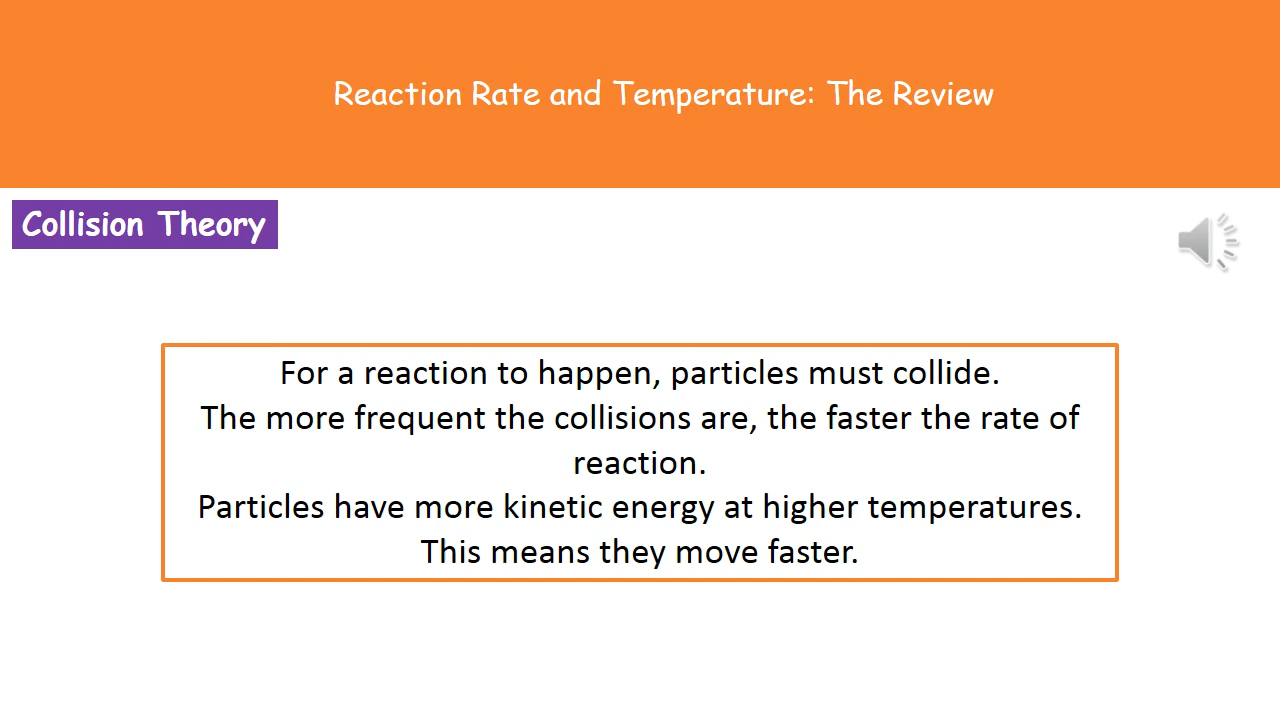 Reaction Rate and Temperature: The Review
Collision Theory
For a reaction to happen, particles must collide.
The more frequent the collisions are, the faster the rate of
reaction.
Particles have more kinetic energy at higher temperatures.
This means they move faster.